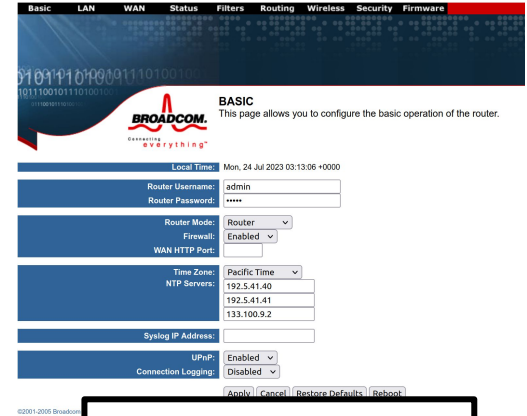 Basic LAN WAN Status Filters Routing Wireless Security Firmware
BROADCOM.
Connecting
everything™
BASIC
This page allows you to configure the basic operation of the router.
Local Time: Mon, 24 Jul 2023 03:13:06 +0000
Router Username: admin
Router Password: •••••
Router Mode: Router
Firewall: Enabled
WAN HTTP Port:
Time Zone: Pacific Time
NTP Servers: 192.5.41.40
192.5.41.41
133.100.9.2
Syslog IP Address:
UPnP: Enabled
Connection Logging: Disabled
Apply Cancel Restore Defaults Reboot
©2001-2005 Broadcom